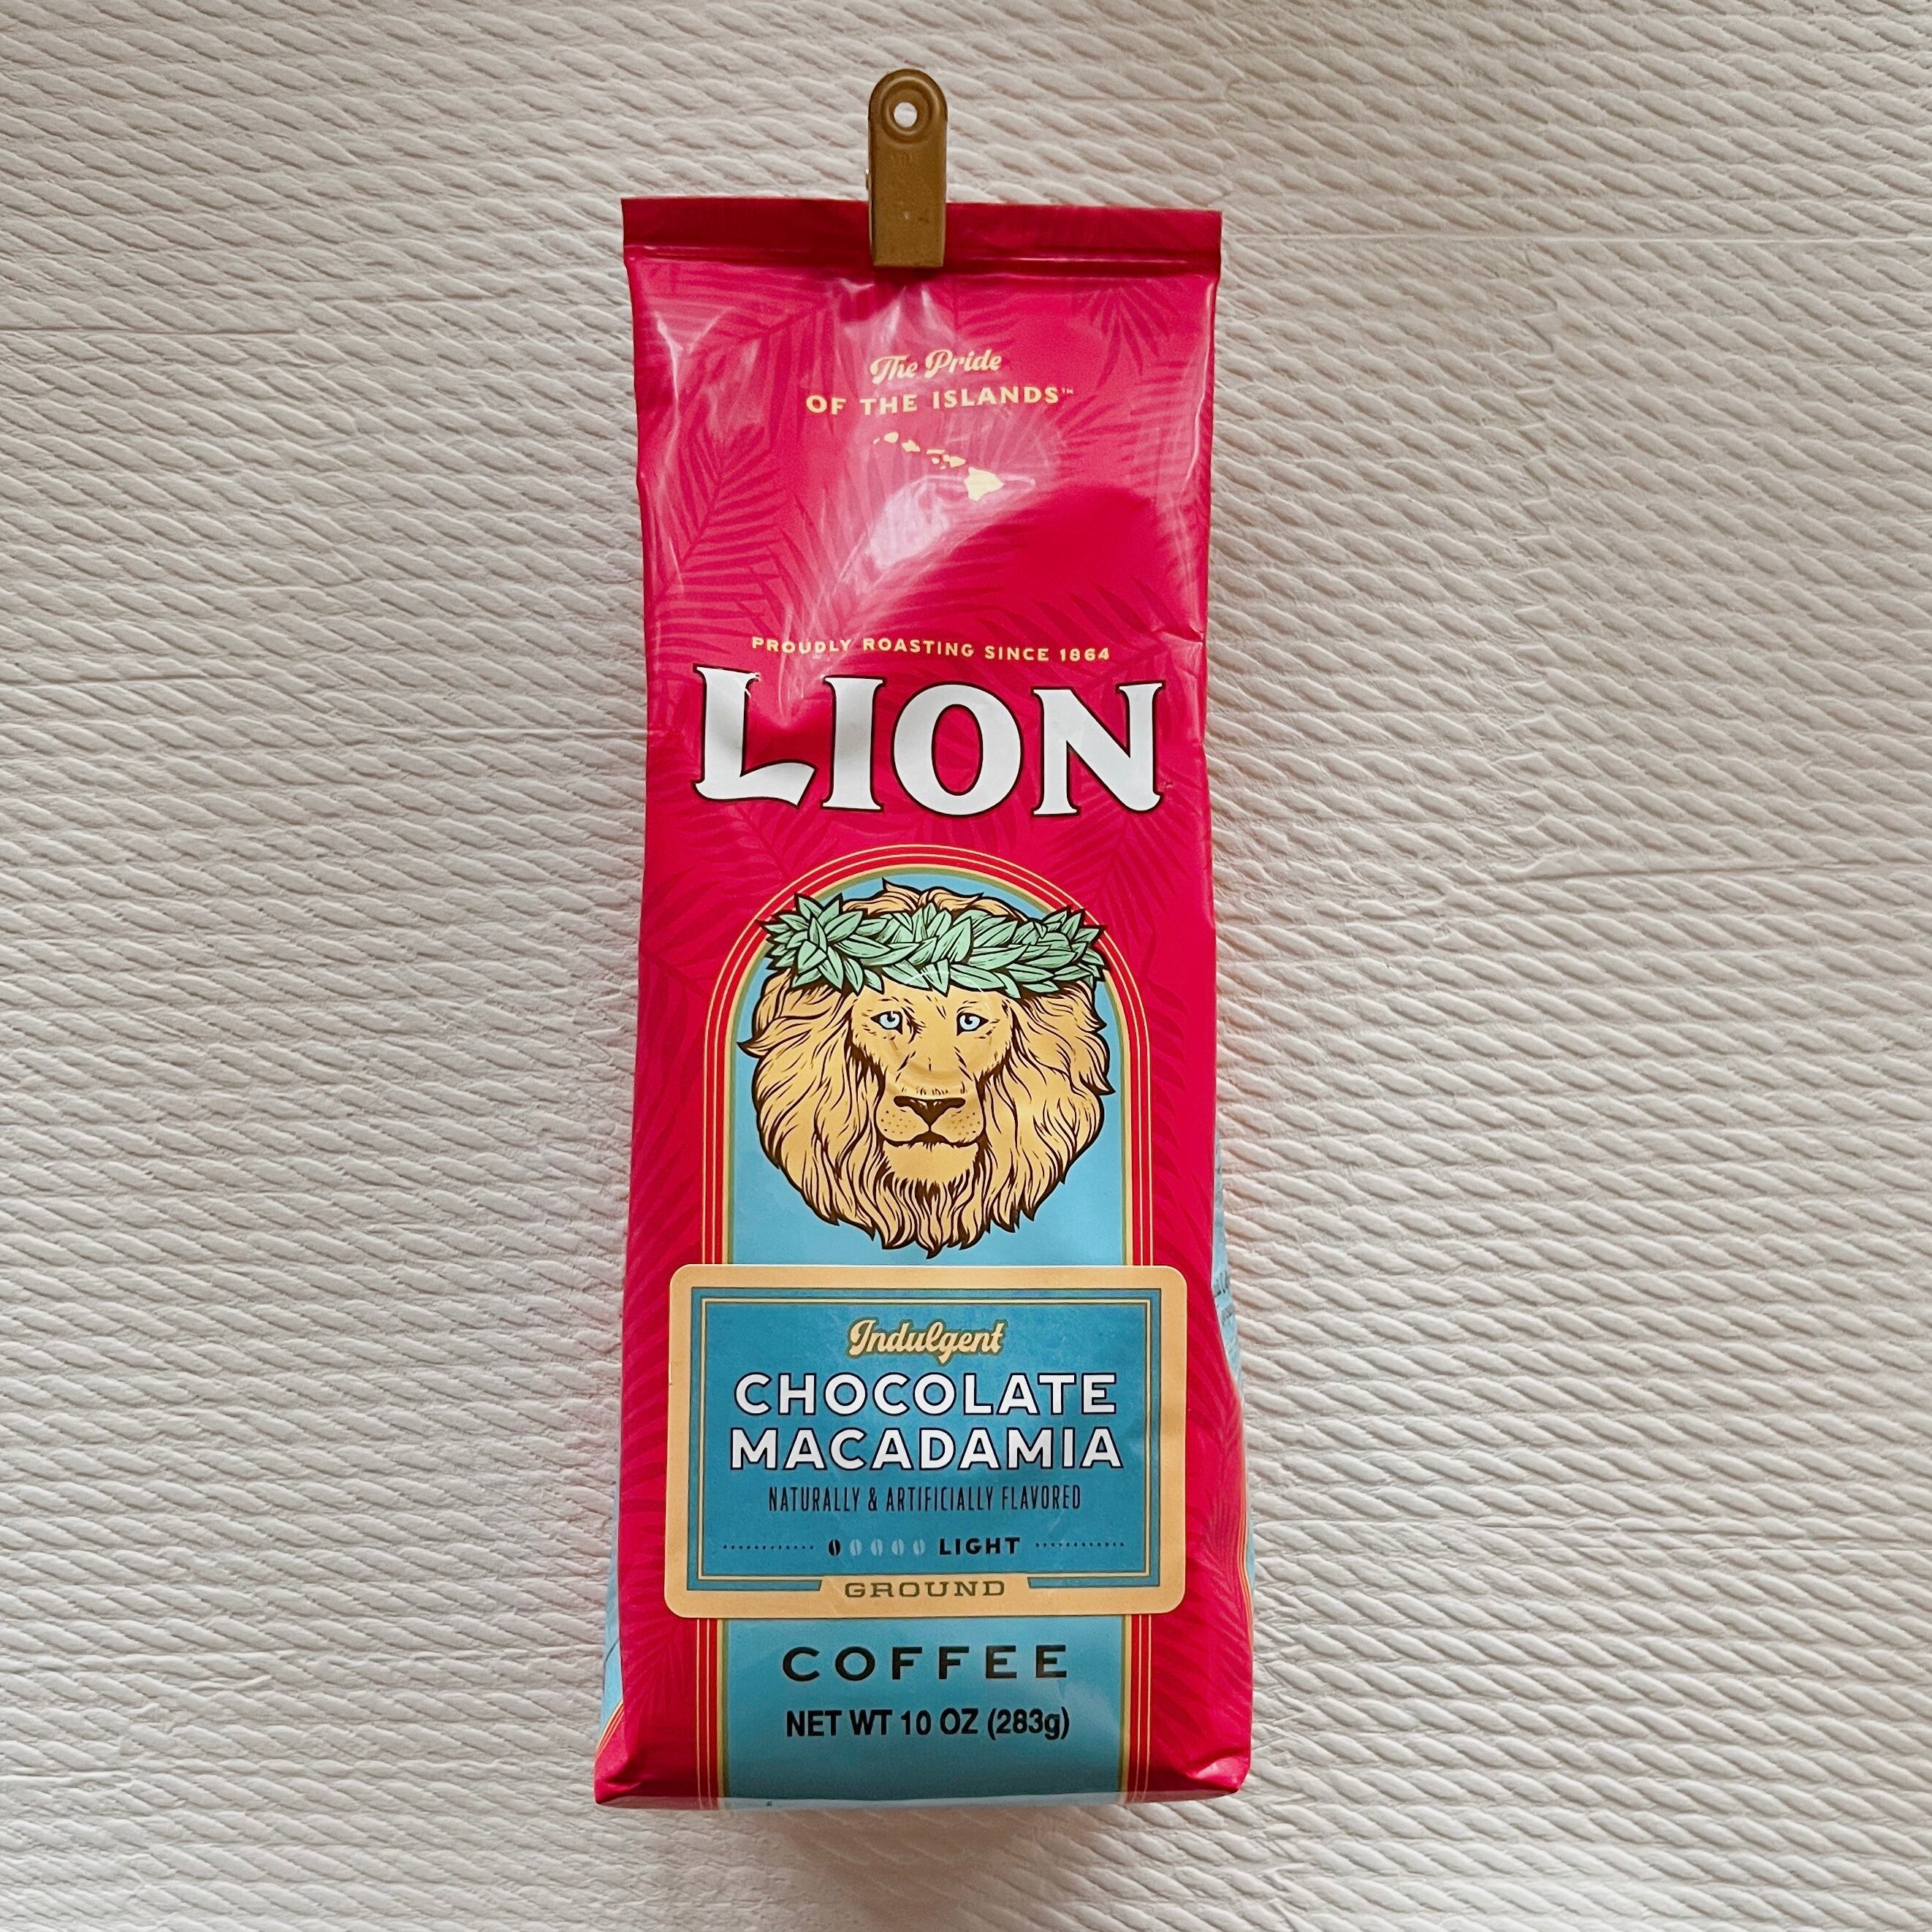 The Pride
OF THE ISLANDS™
PROUDLY ROASTING SINCE 1864
LION
Indulgent
CHOCOLATE
MACADAMIA
NATURALLY & ARTIFICIALLY FLAVORED
LIGHT
GROUND
COFFEE
NET WT 10 OZ (283g)